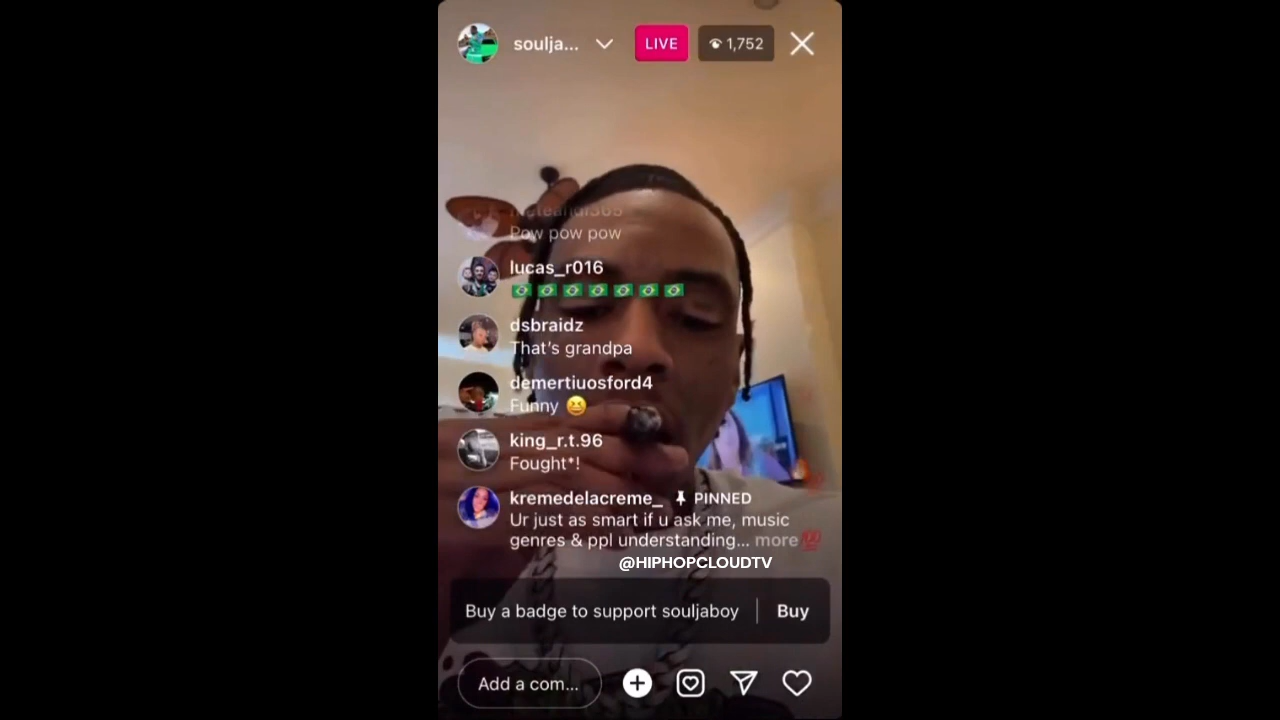 soulja...
LIVE
1,752
Pow pow pow
lucas_r016
🇧🇷🇧🇷🇧🇷🇧🇷🇧🇷🇧🇷🇧🇷
dsbraidz
That's grandpa
demertiuosford4
Funny 😆
king_r.t.96
Fought*!
kremedelacreme_ PINNED
Ur just as smart if u ask me, music
genres & ppl understanding... more
@HIPHOPCLOUDTV
Buy a badge to support souljaboy
Buy
Add a com...